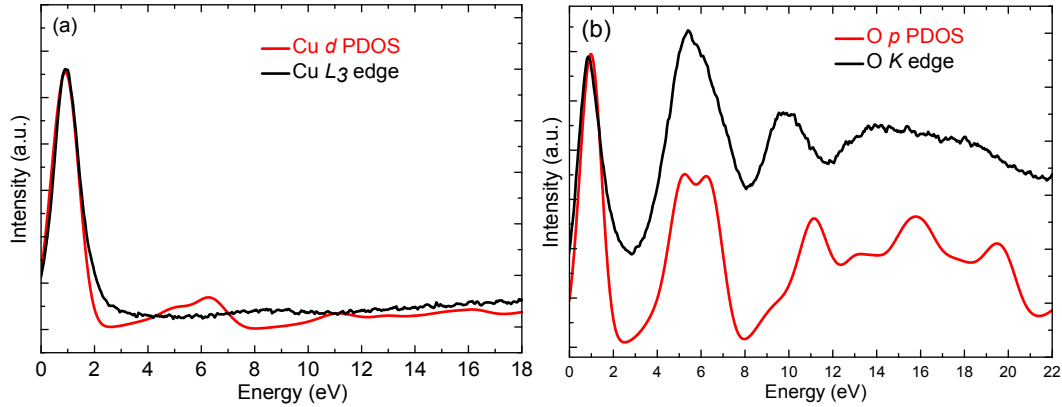 (a)
Cu d PDOS
Cu L3 edge
Intensity (a.u.)
0 2 4 6 8 10 12 14 16 18
Energy (eV)
(b)
O p PDOS
O K edge
Intensity (a.u.)
0 2 4 6 8 10 12 14 16 18 20 22
Energy (eV)